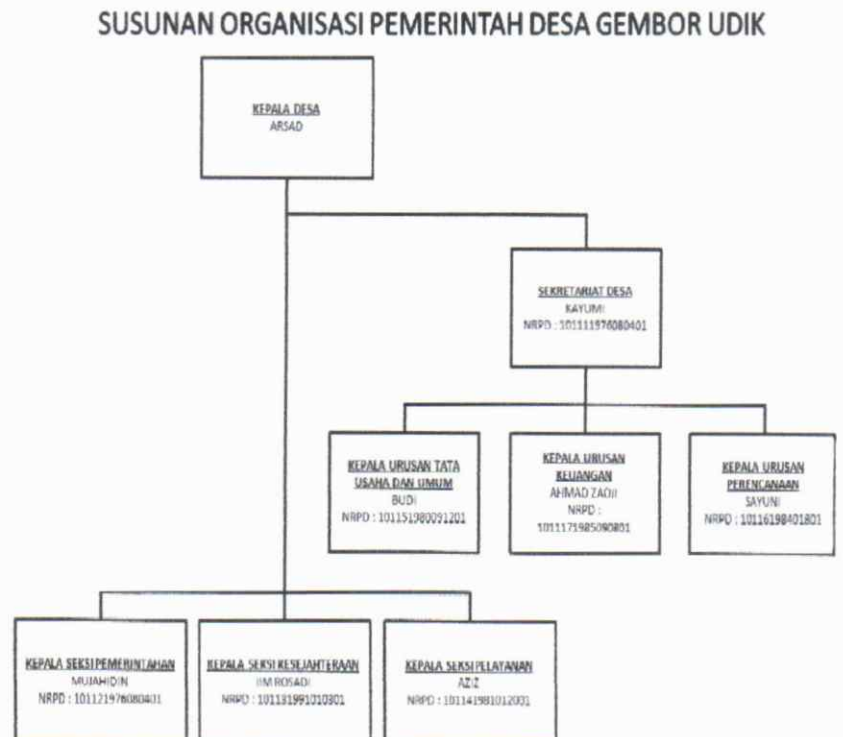 SUSUNAN ORGANISASI PEMERINTAH DESA GEMBOR UDIK
KEPALA DESA
ARSAD
SEKRETARIAT DESA
KAYUMI
NRPD : 101111976080401
KEPALA URUSAN TATA
USAHA DAN UMUM
BUDI
NRPD : 101151980091201
KEPALA URUSAN
KEUANGAN
AHMAD ZAOJI
NRPD :
1011171985090801
KEPALA URUSAN
PERENCANAAN
SAYUNI
NRPD : 10116198401801
KEPALA SEKSI PEMERINTAHAN
MUJAHIDIN
NRPD : 101121976080401
KEPALA SEKSI KESEJAHTERAAN
IIM ROSADI
NRPD : 101131991010301
KEPALA SEKSI PELAYANAN
AZIZ
NRPD : 101141981012001